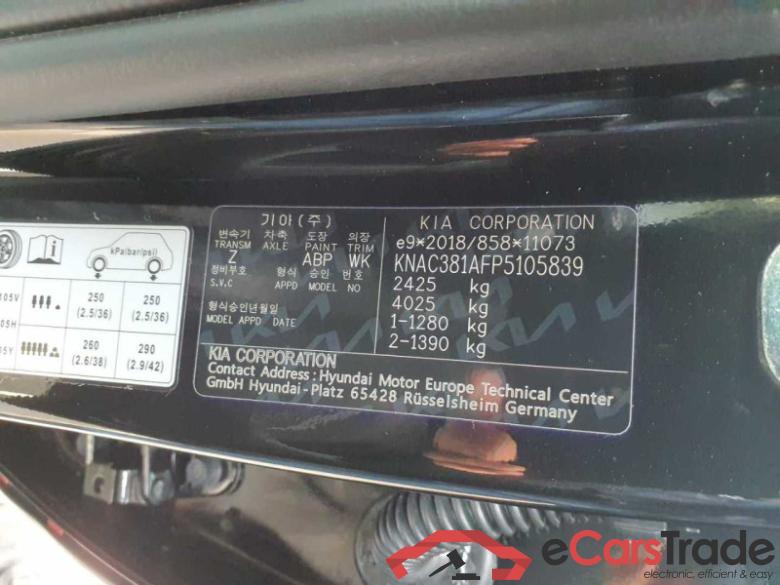 kPa(bar/psi)
105V 250 (2.5/36) 250 (2.5/36)
05H
5Y 260 (2.6/38) 290 (2.9/42)
기아(주)
변속기 차축 도장 의장
TRANSM AXLE PAINT TRIM
Z ABP WK
정비부호 형식 승인 번호
S.V.C APPD MODEL NO
형식승인년월일
MODEL APPD DATE
KIA CORPORATION
e9*2018/858*11073
KNAC381AFP5105839
2425 kg
4025 kg
1-1280 kg
2-1390 kg
KIA CORPORATION
Contact Address : Hyundai Motor Europe Technical Center
GmbH Hyundai-Platz 65428 Rüsselsheim Germany
eCarsTrade
electronic, efficient & easy